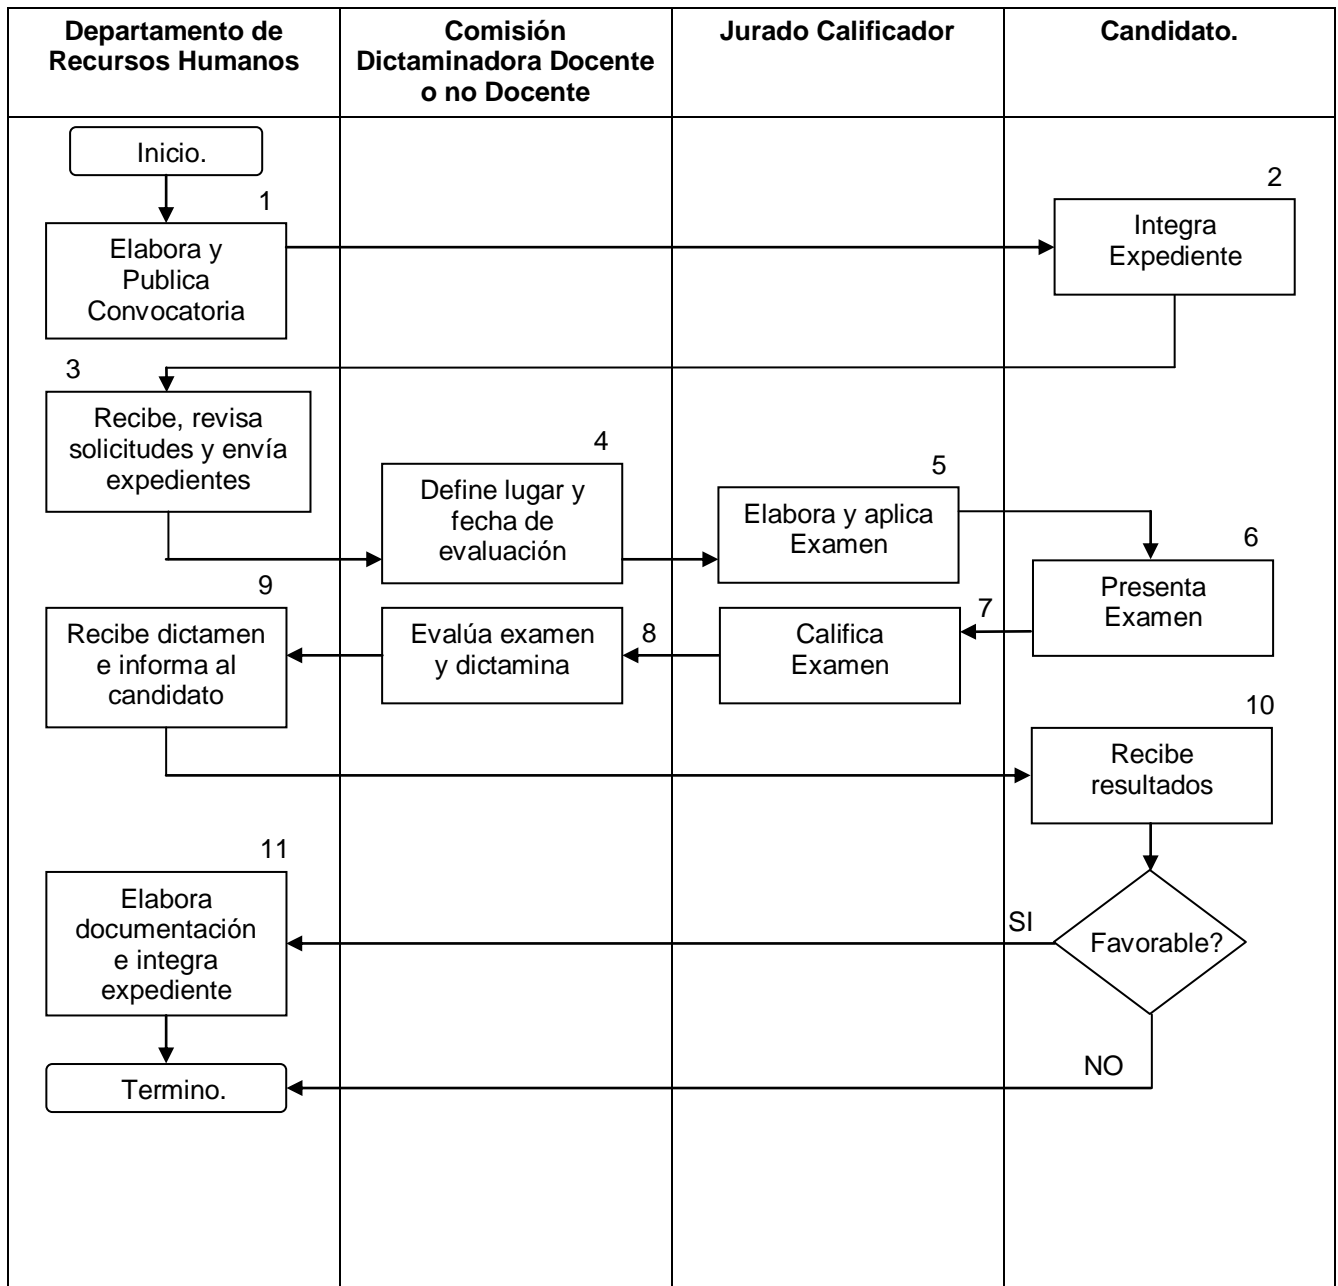 Departamento de
Recursos Humanos
Comisión
Dictaminadora Docente
o no Docente
Jurado Calificador
Candidato.
Inicio.
1
Elabora y
Publica
Convocatoria
2
Integra
Expediente
3
Recibe, revisa
solicitudes y envía
expedientes
4
Define lugar y
fecha de
evaluación
5
Elabora y aplica
Examen
6
Presenta
Examen
7
Califica
Examen
8
Evalúa examen
y dictamina
9
Recibe dictamen
e informa al
candidato
10
Recibe
resultados
Favorable?
SI
11
Elabora
documentación
e integra
expediente
NO
Termino.